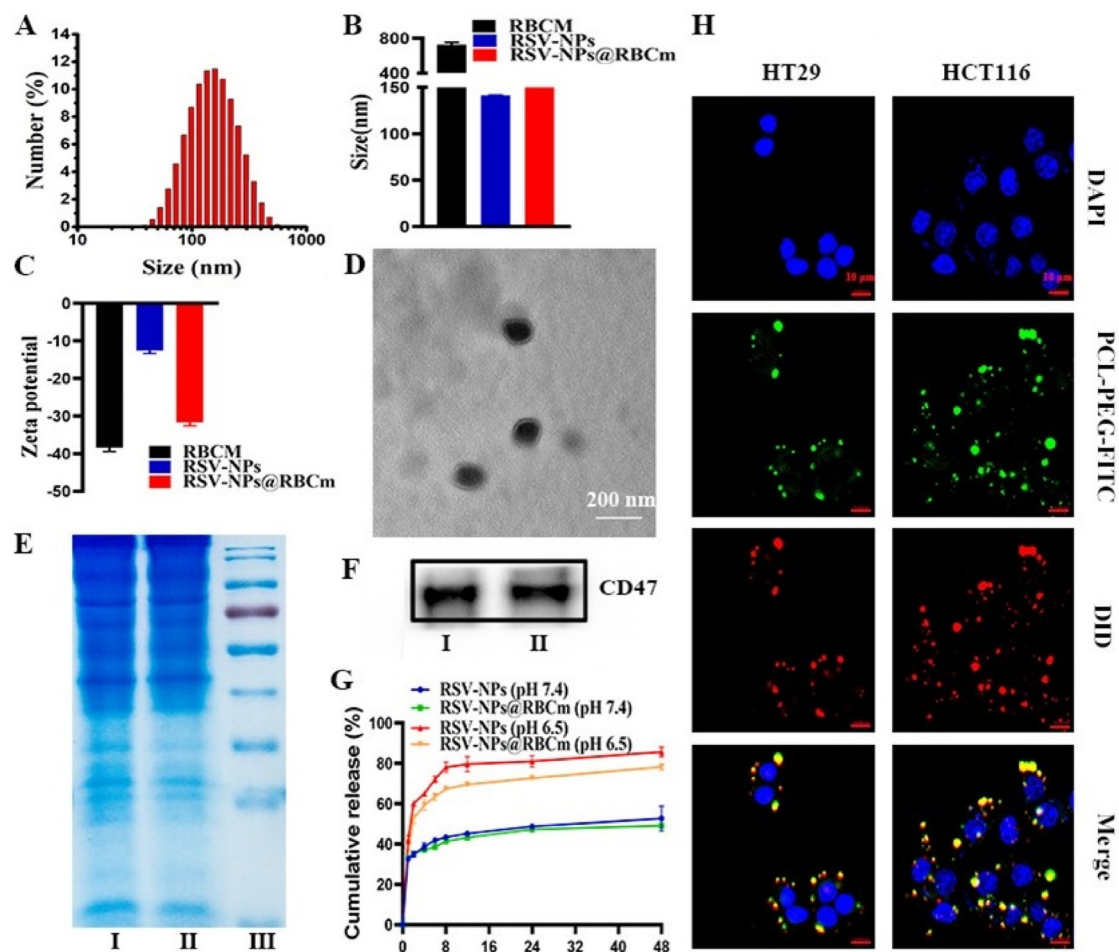 A
Number (%)
14
12
10
8
6
4
2
0
10
100
1000
Size (nm)
B
RBCM
RSV-NPs
RSV-NPs@RBCm
Size(nm)
800
400
150
100
50
0
C
Zeta potential
0
-10
-20
-30
-40
-50
RBCM
RSV-NPs
RSV-NPs@RBCm
D
200 nm
E
I
II
III
F
CD47
I
II
G
RSV-NPs (pH 7.4)
RSV-NPs@RBCm (pH 7.4)
RSV-NPs (pH 6.5)
RSV-NPs@RBCm (pH 6.5)
Cumulative release (%)
100
80
60
40
20
0
0
8
16
24
32
40
48
H
HT29
HCT116
10 μm
10 μm
DAPI
PCL-PEG-FITC
DID
Merge